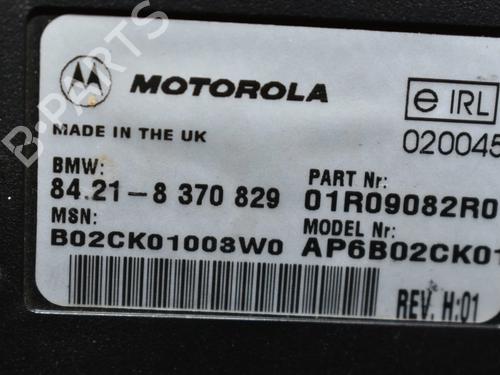 MOTOROLA
e IRL
MADE IN THE UK
020045
BMW:
84.21-8 370 829
PART Nr:
01R09082R0
MSN:
B02CK01008W0
MODEL Nr:
AP6B02CK01
REV. H:01
B-PARTS